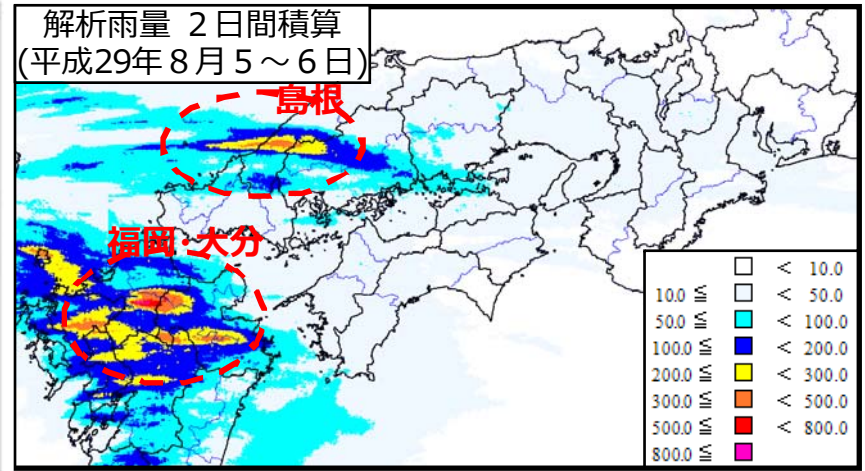 解析雨量 ２日間積算
(平成29年８月５～６日)
島根
福岡・大分
< 10.0
10.0 ≦ < 50.0
50.0 ≦ < 100.0
100.0 ≦ < 200.0
200.0 ≦ < 300.0
300.0 ≦ < 500.0
500.0 ≦ < 800.0
800.0 ≦